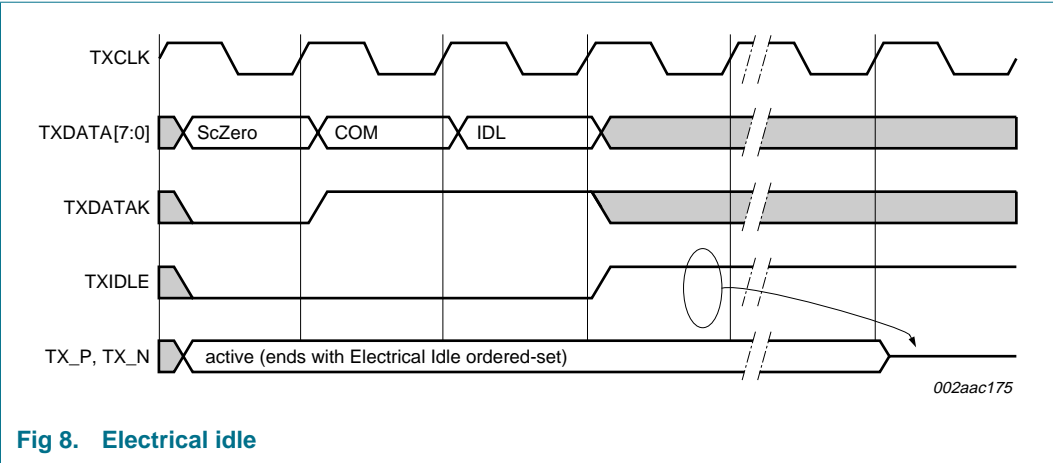 TXCLK
TXDATA[7:0]
ScZero
COM
IDL
TXDATAK
TXIDLE
TX_P, TX_N
active (ends with Electrical Idle ordered-set)
002aac175
Fig 8. Electrical idle